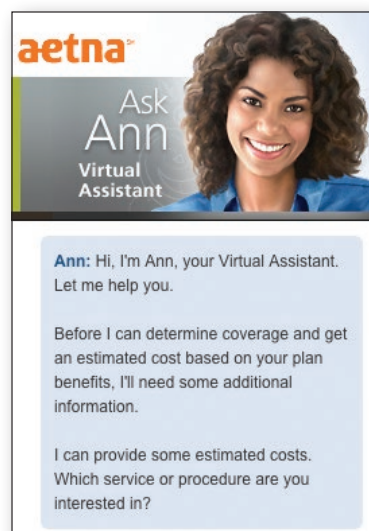 aetna
Ask
Ann
Virtual
Assistant
Ann: Hi, I'm Ann, your Virtual Assistant.
Let me help you.
Before I can determine coverage and get
an estimated cost based on your plan
benefits, I'll need some additional
information.
I can provide some estimated costs.
Which service or procedure are you
interested in?